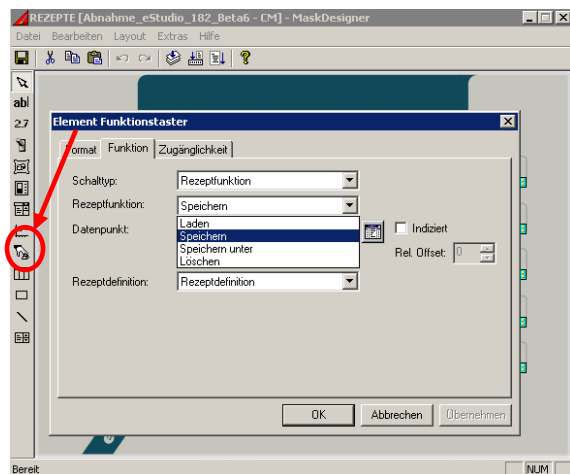 REZEPTE [Abnahme_eStudio_182_Beta6 - CM] - MaskDesigner
Datei Bearbeiten Layout Extras Hilfe
abl
2.7
Element Funktionstaster
Format Funktion Zugänglichkeit
Schalttyp: Rezeptfunktion
Rezeptfunktion: Speichern
Laden
Datenpunkt: Speichern Indiziert
Speichern unter Rel. Offset: 0
Löschen
Rezeptdefinition: Rezeptdefinition
OK Abbrechen Übernehmen
Bereit NUM